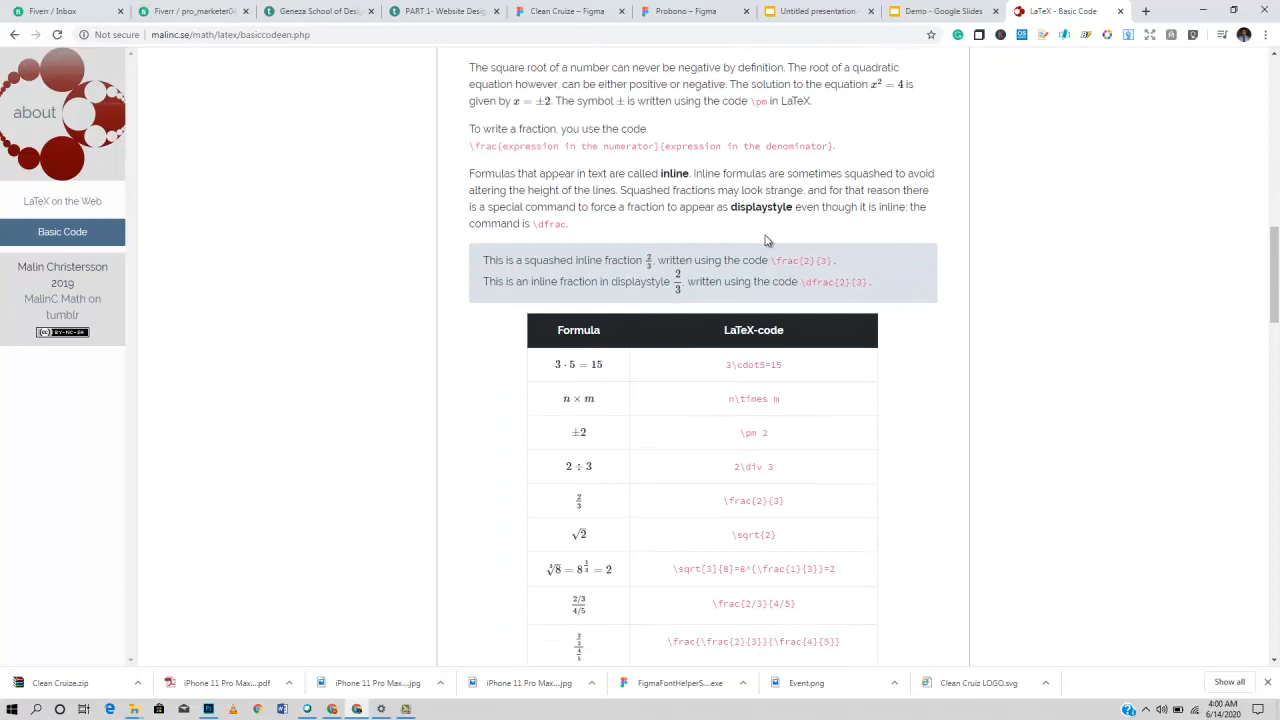 Fiverr / Inbox
Fiverr / pro_marketer04
Geneza School of Desig
PART 1- Website Desig
Clean Cruize – Figma
Probono – Figma
Untitled presentation -
Demo - Google Slides
LaTeX - Basic Code
Not secure | malinc.se/math/latex/basiccodeen.php
about
LaTeX on the Web
Basic Code
Malin Christersson
2019
MalinC Math on
tumblr
BY-NC-SA
The square root of a number can never be negative by definition. The root of a quadratic
equation however, can be either positive or negative. The solution to the equation x² = 4 is
given by x = ±2. The symbol ± is written using the code \pm in LaTeX.
To write a fraction, you use the code
\frac{expression in the numerator}{expression in the denominator}.
Formulas that appear in text are called inline. Inline formulas are sometimes squashed to avoid
altering the height of the lines. Squashed fractions may look strange, and for that reason there
is a special command to force a fraction to appear as displaystyle even though it is inline; the
command is \dfrac.
This is a squashed inline fraction 2/3, written using the code \frac{2}{3}.
This is an inline fraction in displaystyle 2/3, written using the code \dfrac{2}{3}.
Formula LaTeX-code
3 · 5 = 15 3\cdot5=15
n × m n\times m
±2 \pm 2
2 ÷ 3 2\div 3
2/3 \frac{2}{3}
√2 \sqrt{2}
∛8 = 8^(1/3) = 2 \sqrt[3]{8}=8^{\frac{1}{3}}=2
2/3 / 4/5 \frac{2/3}{4/5}
2/3 / 4/5 \frac{\frac{2}{3}}{\frac{4}{5}}
Clean Cruize.zip
iPhone 11 Pro Max....pdf
iPhone 11 Pro Max....jpg
iPhone 11 Pro Max....jpg
FigmaFontHelperS....exe
Event.png
Clean Cruiz LOGO.svg
Show all
4:00 AM
6/14/2020